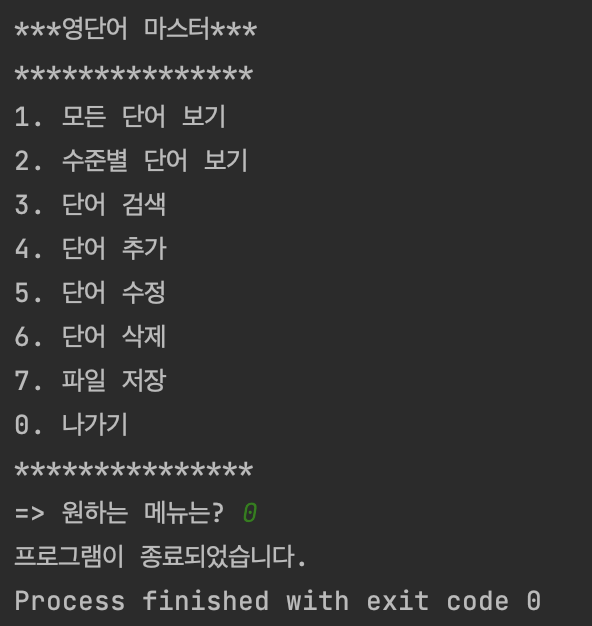 ***영단어 마스터***
***************
1. 모든 단어 보기
2. 수준별 단어 보기
3. 단어 검색
4. 단어 추가
5. 단어 수정
6. 단어 삭제
7. 파일 저장
0. 나가기
***************
=> 원하는 메뉴는? 0
프로그램이 종료되었습니다.
Process finished with exit code 0